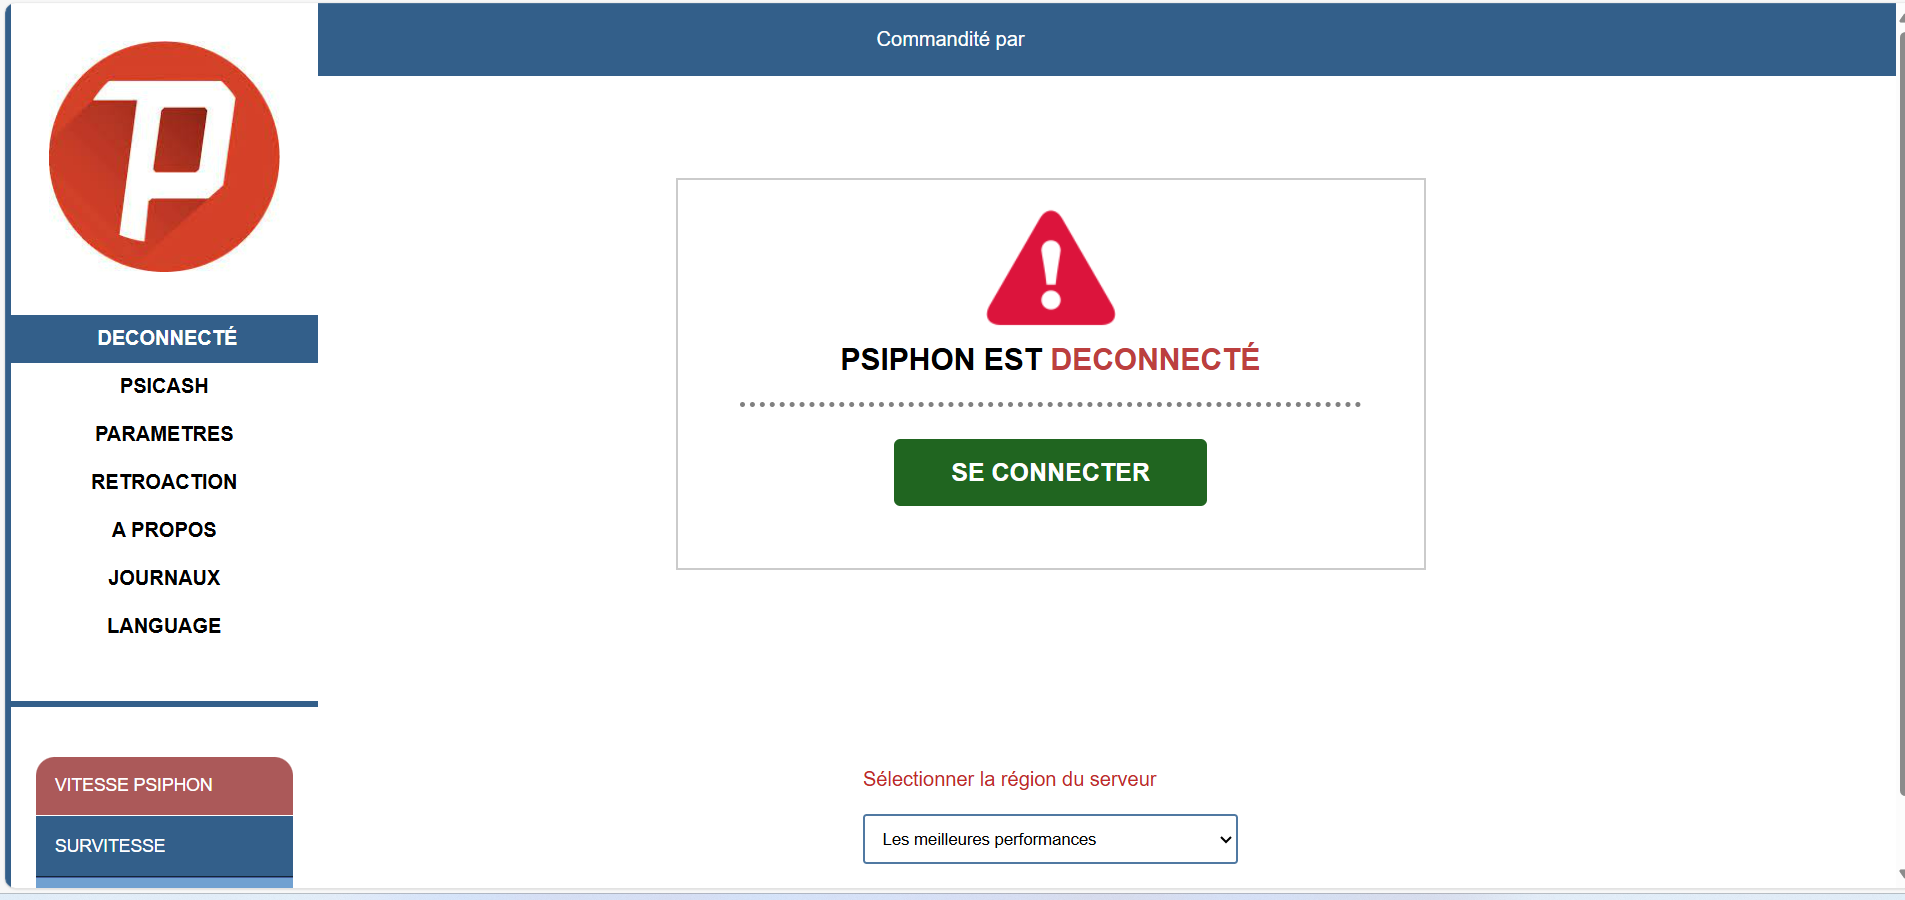 Commandité par
DECONNECTÉ
PSICASH
PARAMETRES
RETROACTION
A PROPOS
JOURNAUX
LANGUAGE
VITESSE PSIPHON
SURVITESSE
PSIPHON EST DECONNECTÉ
SE CONNECTER
Sélectionner la région du serveur
Les meilleures performances